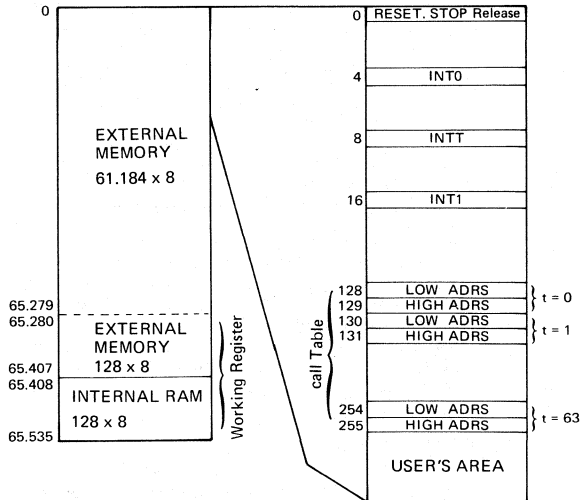 0
EXTERNAL
MEMORY
61.184 x 8
65.279
65.280
EXTERNAL
MEMORY
128 x 8
65.407
65.408
INTERNAL RAM
128 x 8
65.535
Working Register
0 RESET. STOP Release
4 INT0
8 INTT
16 INT1
call Table
128 LOW ADRS
129 HIGH ADRS
t = 0
130 LOW ADRS
131 HIGH ADRS
t = 1
254 LOW ADRS
255 HIGH ADRS
t = 63
USER'S AREA